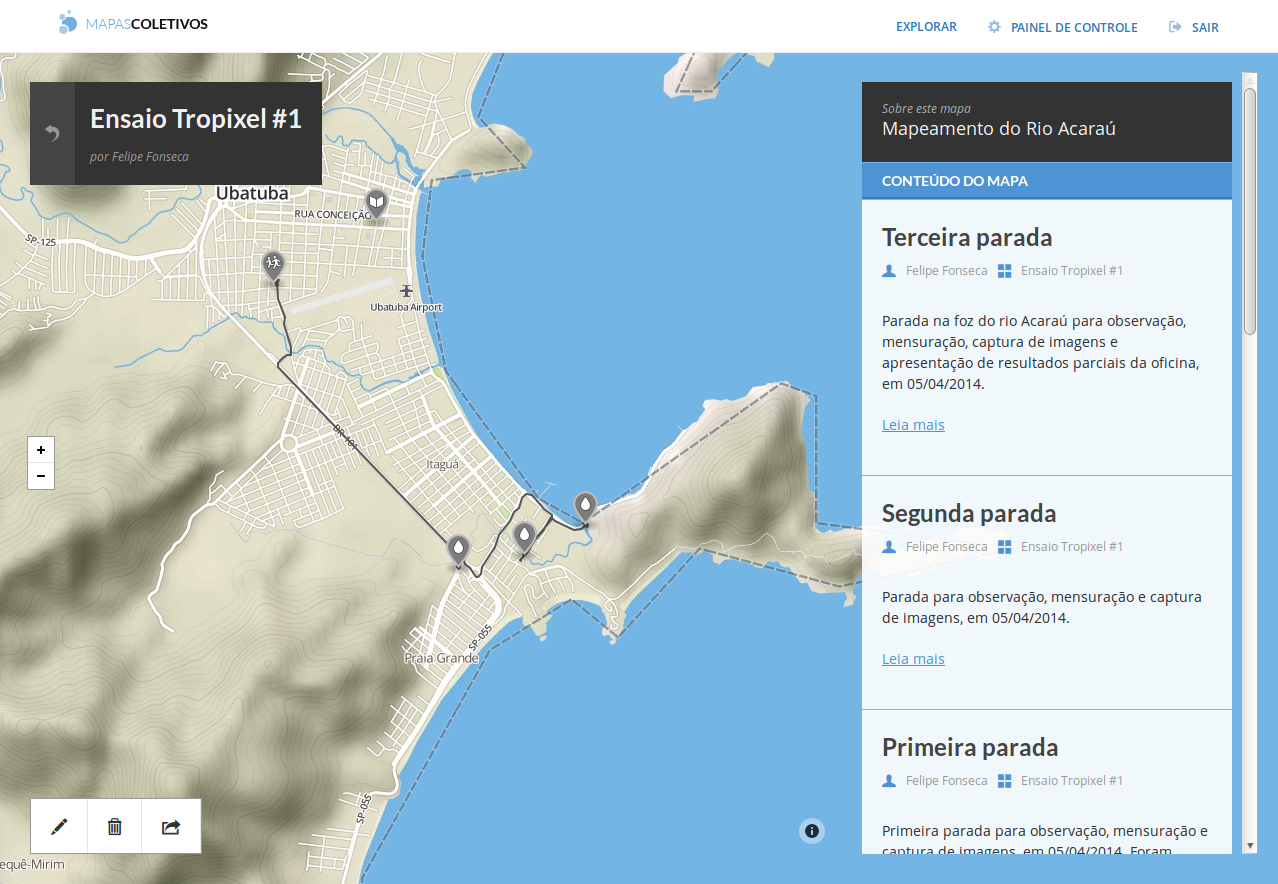 MAPASCOLETIVOS
EXPLORAR
PAINEL DE CONTROLE
SAIR
Ensaio Tropixel #1
por Felipe Fonseca
Sobre este mapa
Mapeamento do Rio Acaraú
CONTEÚDO DO MAPA
Terceira parada
Felipe Fonseca Ensaio Tropixel #1
Parada na foz do rio Acaraú para observação,
mensuração, captura de imagens e
apresentação de resultados parciais da oficina,
em 05/04/2014.
Leia mais
Segunda parada
Felipe Fonseca Ensaio Tropixel #1
Parada para observação, mensuração e captura
de imagens, em 05/04/2014.
Leia mais
Primeira parada
Felipe Fonseca Ensaio Tropixel #1
Primeira parada para observação, mensuração e
captura de imagens, em 05/04/2014. Foram
Ubatuba
RUA CONCEIÇÃO
SP-125
Ubatuba Airport
BR-101
Itaguá
SP-055
Praia Grande
SP-055
equê-Mirim
+
−